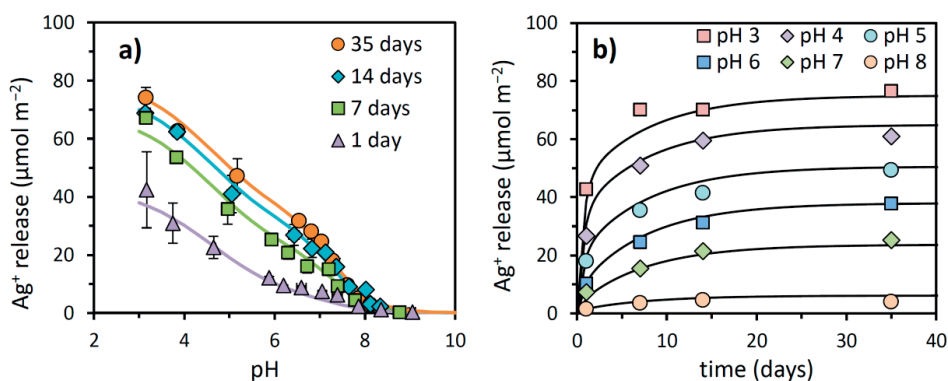 a)
35 days
14 days
7 days
1 day
Ag⁺ release (µmol m⁻²)
100
80
60
40
20
0
2 4 6 8 10
pH
b)
pH 3 pH 4 pH 5
pH 6 pH 7 pH 8
Ag⁺ release (µmol m⁻²)
100
80
60
40
20
0
0 10 20 30 40
time (days)